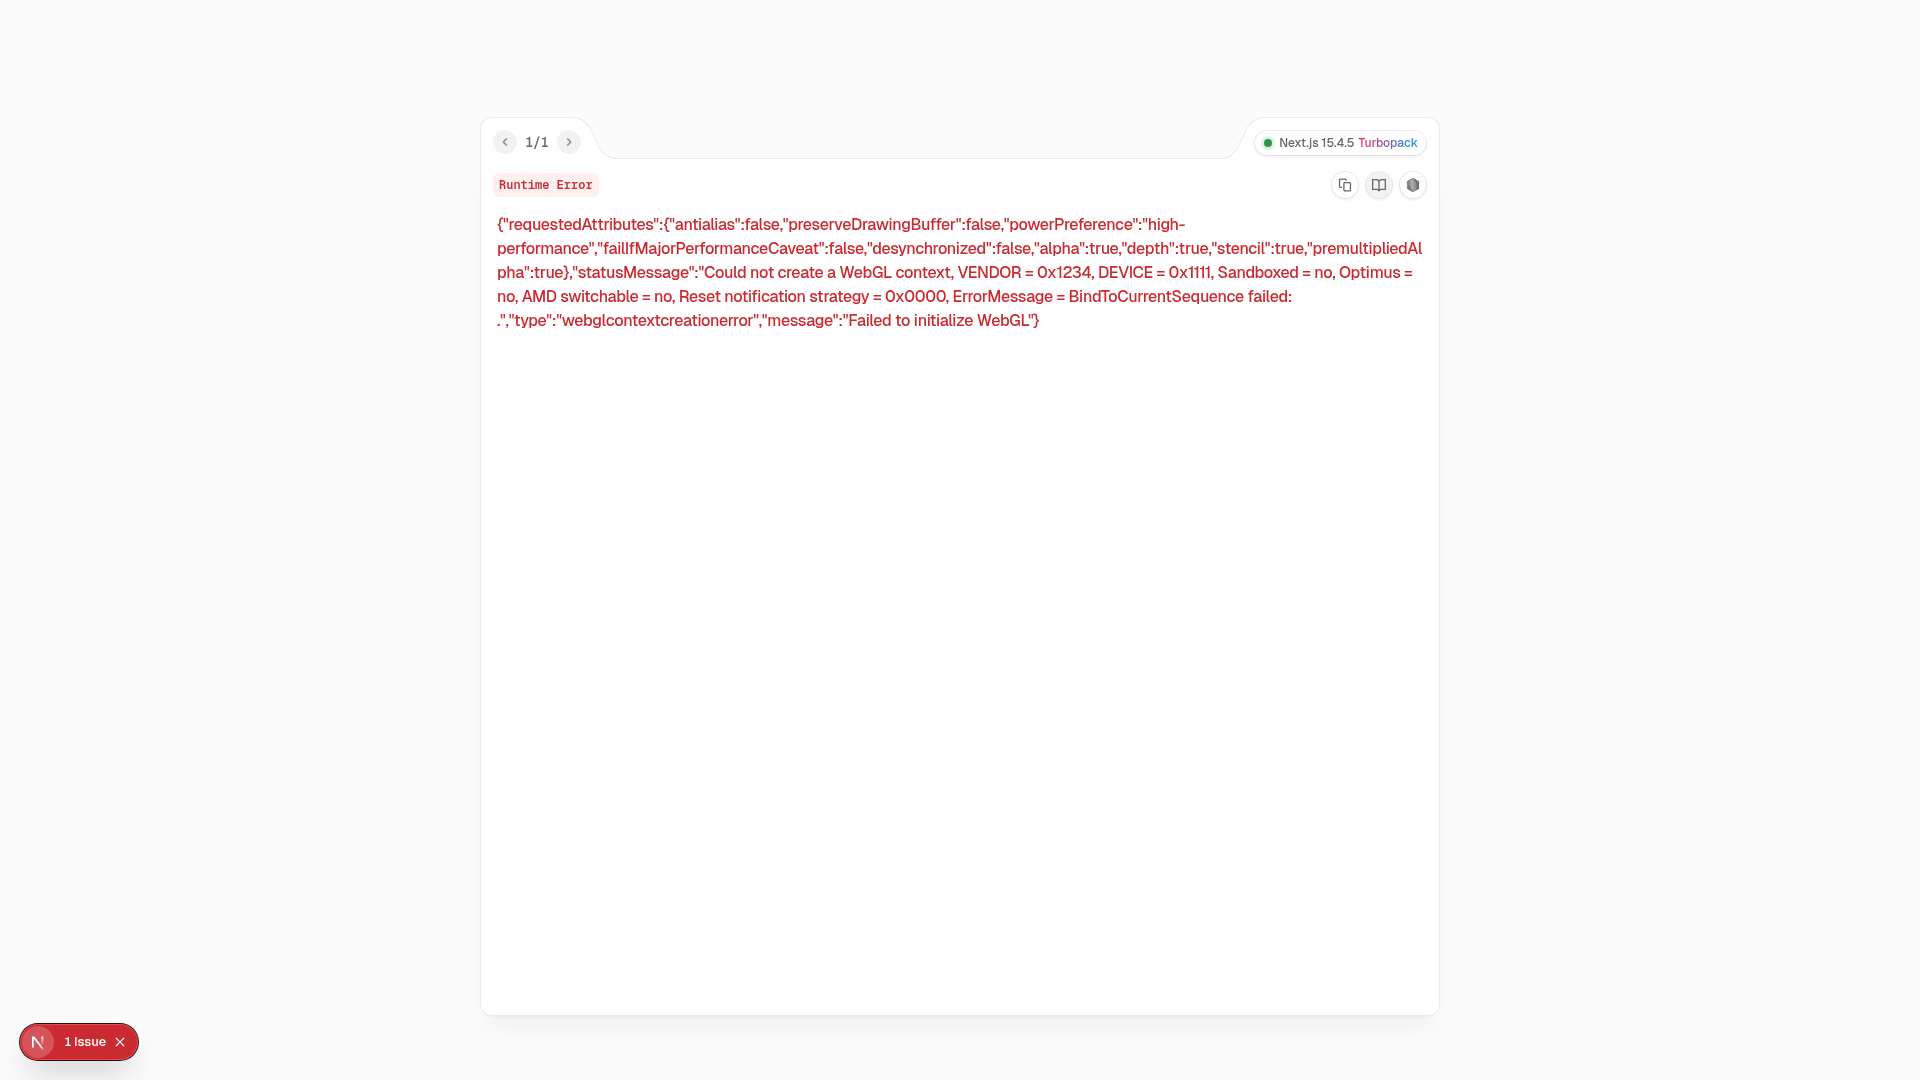 1/1
Next.js 15.4.5 Turbopack
Runtime Error
{"requestedAttributes":{"antialias":false,"preserveDrawingBuffer":false,"powerPreference":"high-
performance","failIfMajorPerformanceCaveat":false,"desynchronized":false,"alpha":true,"depth":true,"stencil":true,"premultipliedAl
pha":true},"statusMessage":"Could not create a WebGL context, VENDOR = 0x1234, DEVICE = 0x1111, Sandboxed = no, Optimus =
no, AMD switchable = no, Reset notification strategy = 0x0000, ErrorMessage = BindToCurrentSequence failed:
.","type":"webglcontextcreationerror","message":"Failed to initialize WebGL"}
N 1 Issue